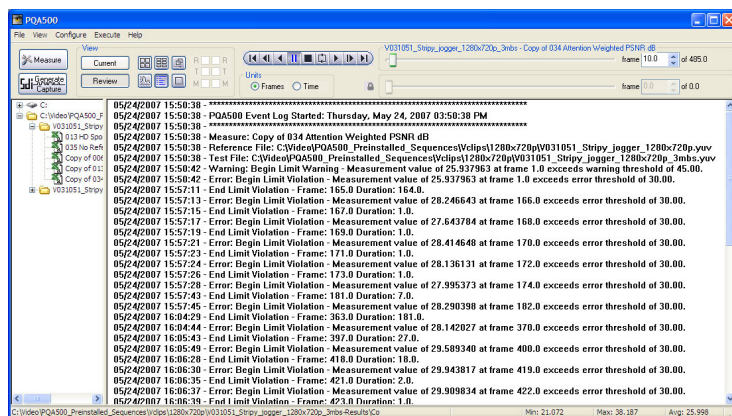 PQA500
File View Configure Execute Help
Measure
Sdi Generate Capture
View
Current
Review
R R
T T
M M
Units
Frames Time
V031051_Stripy_jogger_1280x720p_3mbs - Copy of 034 Attention Weighted PSNR dB
frame 10.0 of 485.0
frame 0.0 of 0.0
C:
C:\Video\PQA500_F
V031051_Stripy
013 HD Spo
035 No Refe
Copy of 006
Copy of 013
Copy of 034
V031051_Stripy
05/24/2007 15:50:38 - ******************************************************************************
05/24/2007 15:50:38 - PQA500 Event Log Started: Thursday, May 24, 2007 03:50:38 PM
05/24/2007 15:50:38 - ******************************************************************************
05/24/2007 15:50:38 - Measure: Copy of 034 Attention Weighted PSNR dB
05/24/2007 15:50:38 - Reference File: C:\Video\PQA500_Preinstalled_Sequences\Vclips\1280x720p\V031051_Stripy_jogger_1280x720p.yuv
05/24/2007 15:50:38 - Test File: C:\Video\PQA500_Preinstalled_Sequences\Vclips\1280x720p\V031051_Stripy_jogger_1280x720p_3mbs.yuv
05/24/2007 15:50:42 - Warning: Begin Limit Warning - Measurement value of 25.937963 at frame 1.0 exceeds warning threshold of 45.00.
05/24/2007 15:50:42 - Error: Begin Limit Violation - Measurement value of 25.937963 at frame 1.0 exceeds error threshold of 30.00.
05/24/2007 15:57:11 - End Limit Violation - Frame: 165.0 Duration: 164.0.
05/24/2007 15:57:13 - Error: Begin Limit Violation - Measurement value of 28.246643 at frame 166.0 exceeds error threshold of 30.00.
05/24/2007 15:57:15 - End Limit Violation - Frame: 167.0 Duration: 1.0.
05/24/2007 15:57:17 - Error: Begin Limit Violation - Measurement value of 27.643784 at frame 168.0 exceeds error threshold of 30.00.
05/24/2007 15:57:19 - End Limit Violation - Frame: 169.0 Duration: 1.0.
05/24/2007 15:57:21 - Error: Begin Limit Violation - Measurement value of 28.414648 at frame 170.0 exceeds error threshold of 30.00.
05/24/2007 15:57:23 - End Limit Violation - Frame: 171.0 Duration: 1.0.
05/24/2007 15:57:24 - Error: Begin Limit Violation - Measurement value of 28.136131 at frame 172.0 exceeds error threshold of 30.00.
05/24/2007 15:57:26 - End Limit Violation - Frame: 173.0 Duration: 1.0.
05/24/2007 15:57:28 - Error: Begin Limit Violation - Measurement value of 27.995373 at frame 174.0 exceeds error threshold of 30.00.
05/24/2007 15:57:43 - End Limit Violation - Frame: 181.0 Duration: 7.0.
05/24/2007 15:57:45 - Error: Begin Limit Violation - Measurement value of 28.290398 at frame 182.0 exceeds error threshold of 30.00.
05/24/2007 16:04:29 - End Limit Violation - Frame: 363.0 Duration: 181.0.
05/24/2007 16:04:44 - Error: Begin Limit Violation - Measurement value of 28.142027 at frame 370.0 exceeds error threshold of 30.00.
05/24/2007 16:05:43 - End Limit Violation - Frame: 397.0 Duration: 27.0.
05/24/2007 16:05:49 - Error: Begin Limit Violation - Measurement value of 29.589340 at frame 400.0 exceeds error threshold of 30.00.
05/24/2007 16:06:28 - End Limit Violation - Frame: 418.0 Duration: 18.0.
05/24/2007 16:06:30 - Error: Begin Limit Violation - Measurement value of 29.943817 at frame 419.0 exceeds error threshold of 30.00.
05/24/2007 16:06:35 - End Limit Violation - Frame: 421.0 Duration: 2.0.
05/24/2007 16:06:37 - Error: Begin Limit Violation - Measurement value of 29.909834 at frame 422.0 exceeds error threshold of 30.00.
05/24/2007 16:06:39 - End Limit Violation - Frame: 423.0 Duration: 1.0.
C:\Video\PQA500_Preinstalled_Sequences\Vclips\1280x720p\V031051_Stripy_jogger_1280x720p_3mbs-Results\Co
Min: 21.072 Max: 38.187 Avg: 25.998